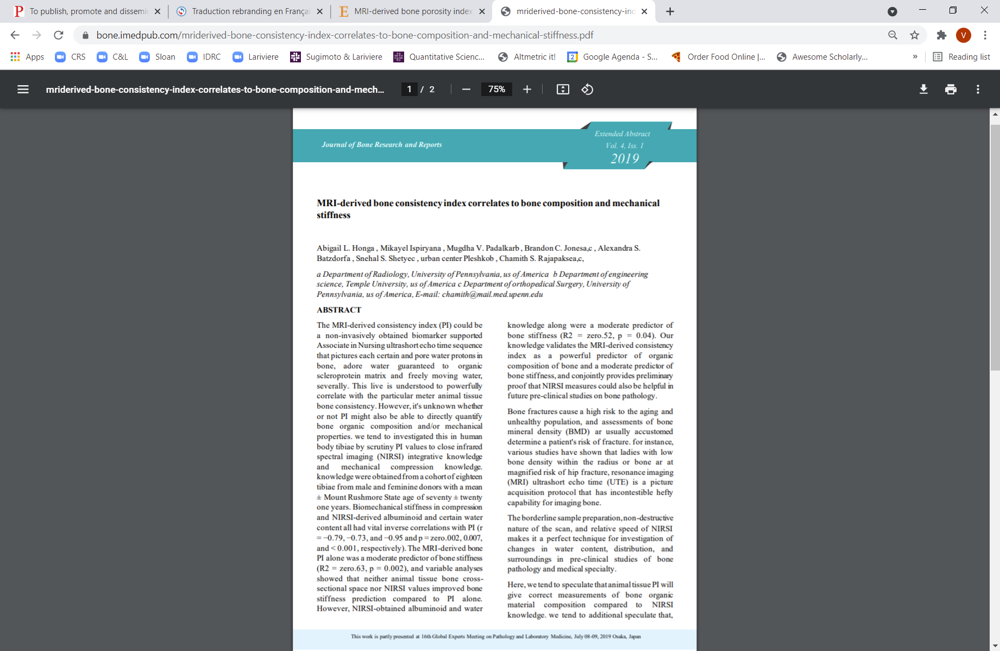 To publish, promote and dissemi
Traduction rebranding en Françai
MRI-derived bone porosity index
mriderived-bone-consistency-ind
bone.imedpub.com/mriderived-bone-consistency-index-correlates-to-bone-composition-and-mechanical-stiffness.pdf
V
Apps CRS C&L Sloan IDRC Lariviere Sugimoto & Lariviere Quantitative Scienc... Altmetric it! 2 Google Agenda - S... Order Food Online |... Awesome Scholarly... » Reading list
mriderived-bone-consistency-index-correlates-to-bone-composition-and-mech... 1 / 2 75%
Extended Abstract
Journal of Bone Research and Reports
Vol. 4, Iss. 1
2019
MRI-derived bone consistency index correlates to bone composition and mechanical
stiffness
Abigail L. Honga , Mikayel Ispiryana , Mugdha V. Padalkarb , Brandon C. Jonesa,c , Alexandra S.
Batzdorfa , Snehal S. Shetyec , urban center Pleshkob , Chamith S. Rajapaksea,c,
a Department of Radiology, University of Pennsylvania, us of America b Department of engineering
science, Temple University, us of America c Department of orthopedical Surgery, University of
Pennsylvania, us of America, E-mail: chamith@mail.med.upenn.edu
ABSTRACT
The MRI-derived consistency index (PI) could be
a non-invasively obtained biomarker supported
Associate in Nursing ultrashort echo time sequence
that pictures each certain and pore water protons in
bone, adore water guaranteed to organic
scleroprotein matrix and freely moving water,
severally. This live is understood to powerfully
correlate with the particular meter animal tissue
bone consistency. However, it's unknown whether
or not PI might also be able to directly quantify
bone organic composition and/or mechanical
properties. we tend to investigated this in human
body tibiae by scrutiny PI values to close infrared
spectral imaging (NIRSI) integrative knowledge
and mechanical compression knowledge.
knowledge were obtained from a cohort of eighteen
tibiae from male and feminine donors with a mean
± Mount Rushmore State age of seventy ± twenty
one years. Biomechanical stiffness in compression
and NIRSI-derived albuminoid and certain water
content all had vital inverse correlations with PI (r
= −0.79, −0.73, and −0.95 and p = zero.002, 0.007,
and < 0.001, respectively). The MRI-derived bone
PI alone was a moderate predictor of bone stiffness
(R2 = zero.63, p = 0.002), and variable analyses
showed that neither animal tissue bone cross-
sectional space nor NIRSI values improved bone
stiffness prediction compared to PI alone.
However, NIRSI-obtained albuminoid and water
knowledge along were a moderate predictor of
bone stiffness (R2 = zero.52, p = 0.04). Our
knowledge validates the MRI-derived consistency
index as a powerful predictor of organic
composition of bone and a moderate predictor of
bone stiffness, and conjointly provides preliminary
proof that NIRSI measures could also be helpful in
future pre-clinical studies on bone pathology.
Bone fractures cause a high risk to the aging and
unhealthy population, and assessments of bone
mineral density (BMD) ar usually accustomed
determine a patient's risk of fracture. for instance,
various studies have shown that ladies with low
bone density within the radius or bone ar at
magnified risk of hip fracture, resonance imaging
(MRI) ultrashort echo time (UTE) is a picture
acquisition protocol that has incontestible hefty
capability for imaging bone.
The borderline sample preparation, non-destructive
nature of the scan, and relative speed of NIRSI
makes it a perfect technique for investigation of
changes in water content, distribution, and
surroundings in pre-clinical studies of bone
pathology and medical specialty.
Here, we tend to speculate that animal tissue PI will
give correct measurements of bone organic
material composition compared to NIRSI
knowledge. we tend to additional speculate that,
This work is partly presented at 16th Global Experts Meeting on Pathology and Laboratory Medicine, July 08-09, 2019 Osaka, Japan